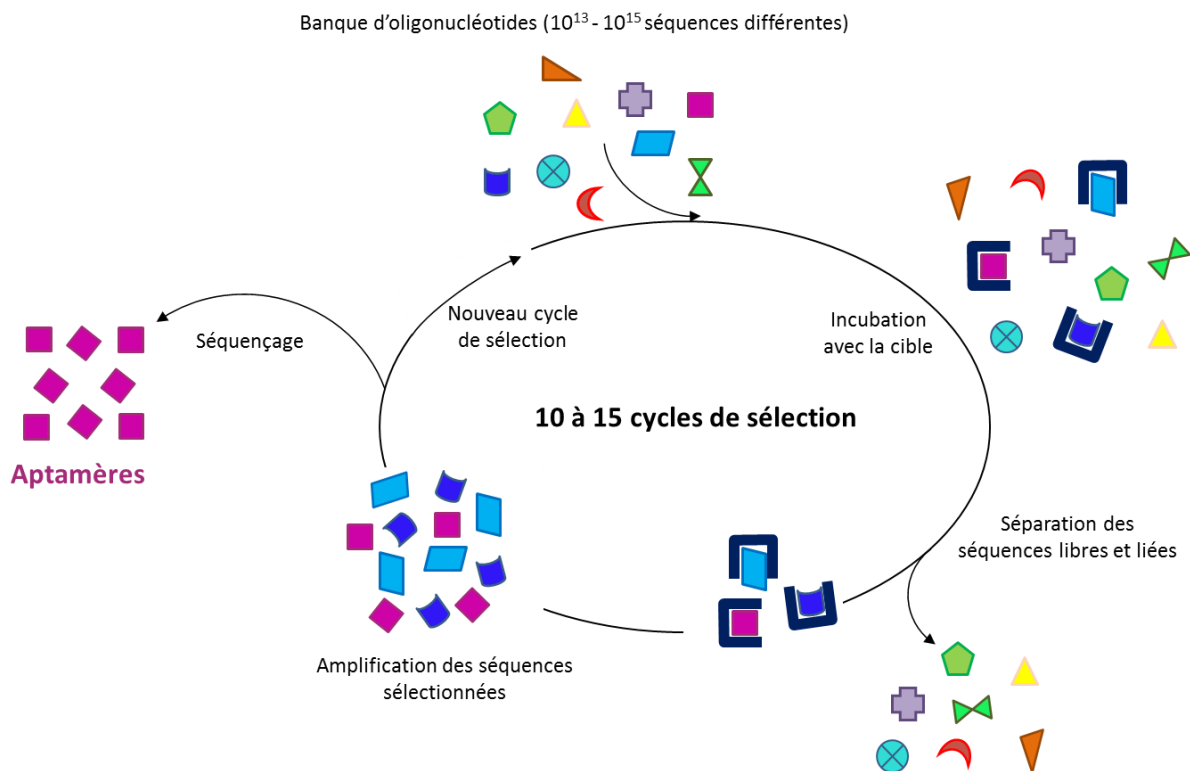 Banque d’oligonucléotides (10¹³ - 10¹⁵ séquences différentes)
Nouveau cycle
de sélection
Séquençage
Incubation
avec la cible
10 à 15 cycles de sélection
Aptamères
Séparation des
séquences libres et liées
Amplification des séquences
sélectionnées